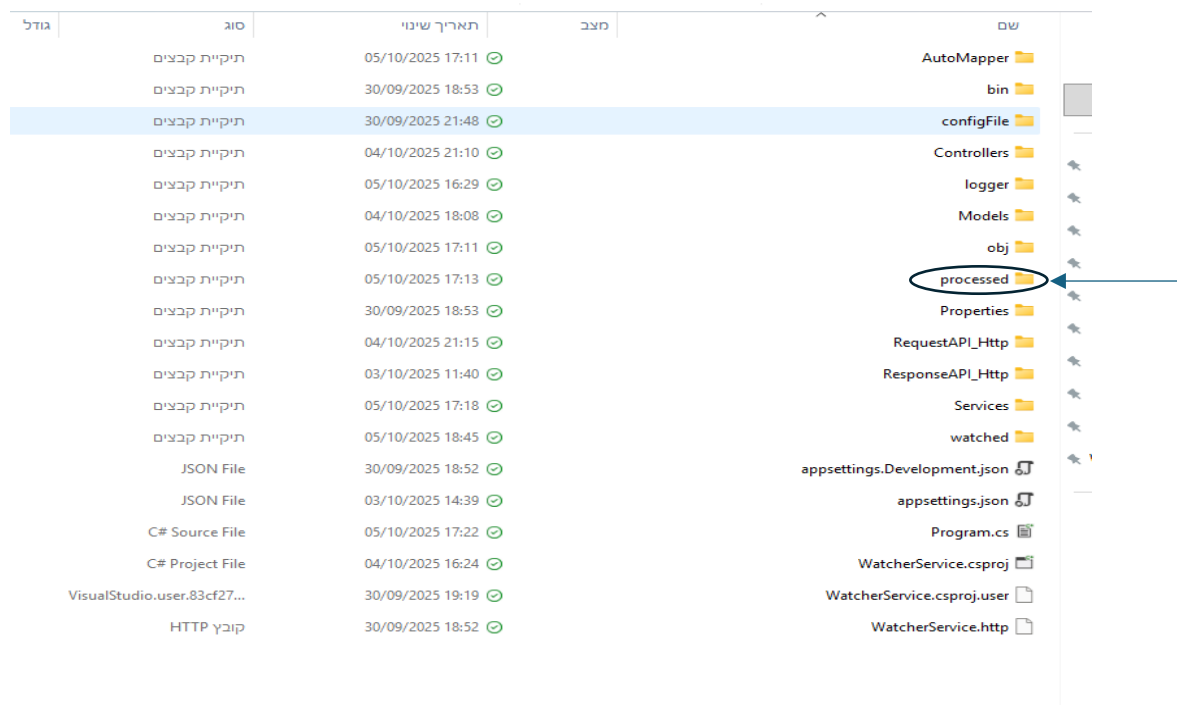 שם מצב תאריך שינוי סוג גודל
AutoMapper 05/10/2025 17:11 תיקיית קבצים
bin 30/09/2025 18:53 תיקיית קבצים
configFile 30/09/2025 21:48 תיקיית קבצים
Controllers 04/10/2025 21:10 תיקיית קבצים
logger 05/10/2025 16:29 תיקיית קבצים
Models 04/10/2025 18:08 תיקיית קבצים
obj 05/10/2025 17:11 תיקיית קבצים
processed 05/10/2025 17:13 תיקיית קבצים
Properties 30/09/2025 18:53 תיקיית קבצים
RequestAPI_Http 04/10/2025 21:15 תיקיית קבצים
ResponseAPI_Http 03/10/2025 11:40 תיקיית קבצים
Services 05/10/2025 17:18 תיקיית קבצים
watched 05/10/2025 18:45 תיקיית קבצים
appsettings.Development.json 30/09/2025 18:52 JSON File
appsettings.json 03/10/2025 14:39 JSON File
Program.cs 05/10/2025 17:22 C# Source File
WatcherService.csproj 04/10/2025 16:24 C# Project File
WatcherService.csproj.user 30/09/2025 19:19 VisualStudio.user.83cf27...
WatcherService.http 30/09/2025 18:52 קובץ HTTP